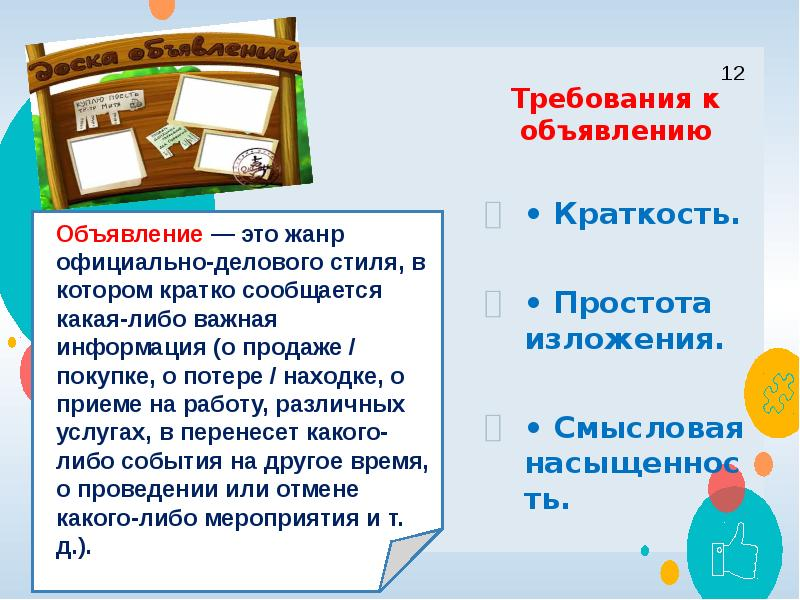 Доска объявлений
КУПЛЮ ПРЕСТЬ
12
Требования к
объявлению
Объявление — это жанр
официально-делового стиля, в
котором кратко сообщается
какая-либо важная
информация (о продаже /
покупке, о потере / находке, о
приеме на работу, различных
услугах, в перенесет какого-
либо события на другое время,
о проведении или отмене
какого-либо мероприятия и т.
д.).
• Краткость.
• Простота
изложения.
• Смысловая
насыщеннос
ть.